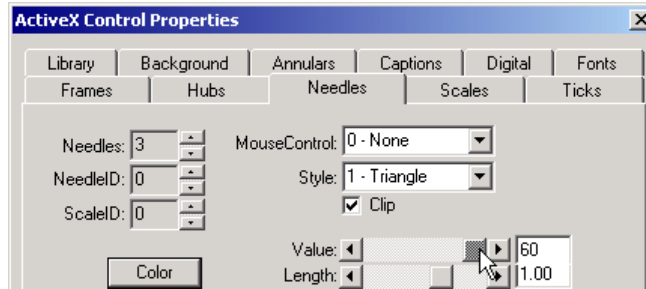 ActiveX Control Properties
Library Background Annulars Captions Digital Fonts
Frames Hubs Needles Scales Ticks
Needles: 3 MouseControl: 0 - None
NeedleID: 0 Style: 1 - Triangle
ScaleID: 0 Clip
Value: 60
Color Length: 1.00